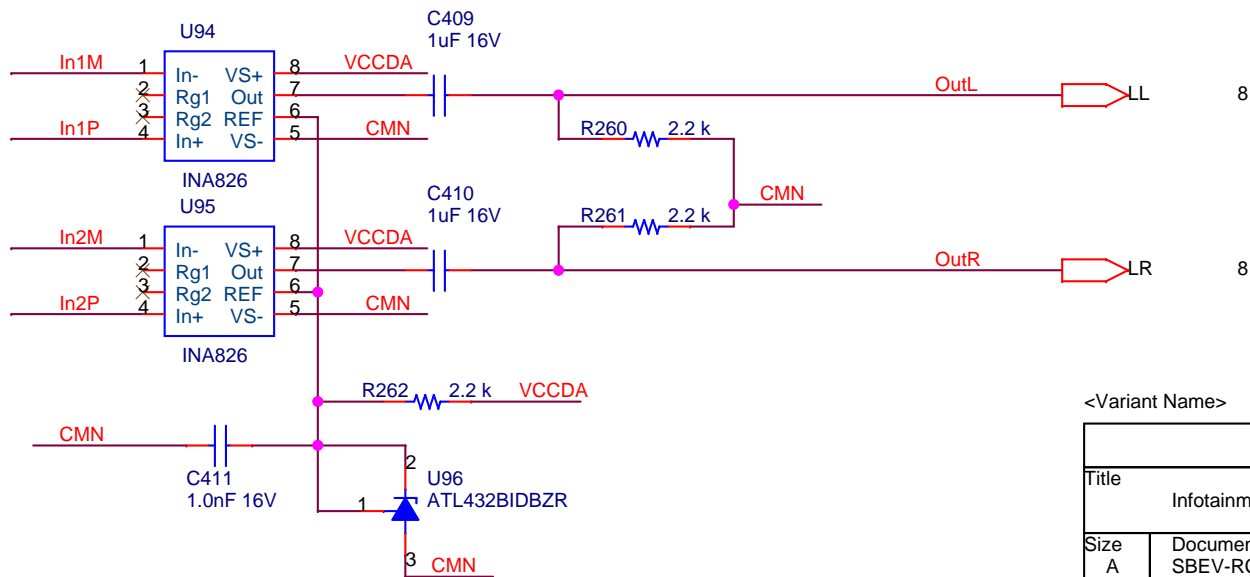 U94
In1M 1 In- VS+ 8 VCCDA
2 Rg1 Out 7
3 Rg2 REF 6
In1P 4 In+ VS- 5 CMN
INA826
C409
1uF 16V
OutL LL 8
R260 2.2 k
CMN
R261 2.2 k
U95
In2M 1 In- VS+ 8 VCCDA
2 Rg1 Out 7
3 Rg2 REF 6
In2P 4 In+ VS- 5 CMN
INA826
C410
1uF 16V
OutR LR 8
R262 2.2 k VCCDA
CMN
C411
1.0nF 16V
2
U96
1 ATL432BIDBZR
3 CMN
<Variant Name>
Title
Size
A